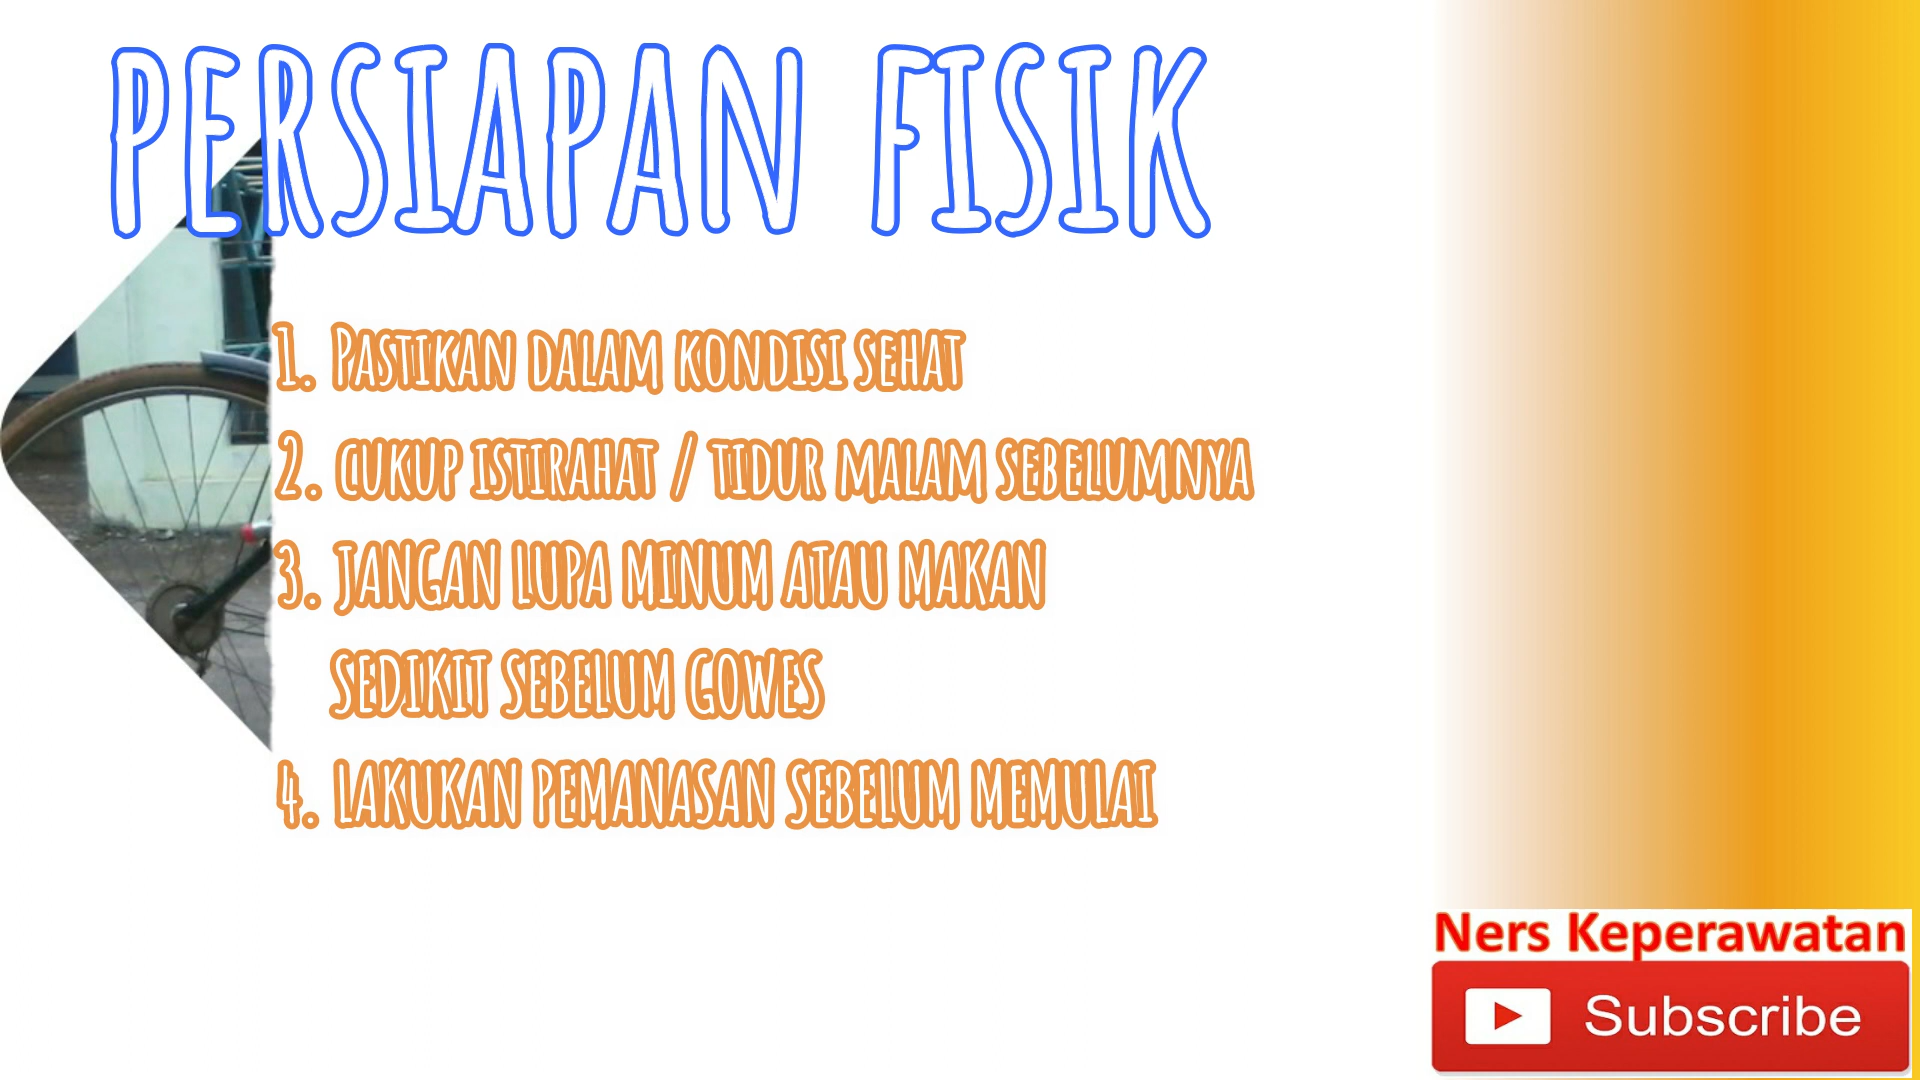 PERSIAPAN FISIK
1. PASTIKAN DALAM KONDISI SEHAT
2. CUKUP ISTIRAHAT / TIDUR MALAM SEBELUMNYA
3. JANGAN LUPA MINUM ATAU MAKAN
SEDIKIT SEBELUM GOWES
4. LAKUKAN PEMANASAN SEBELUM MEMULAI
Ners Keperawatan
Subscribe